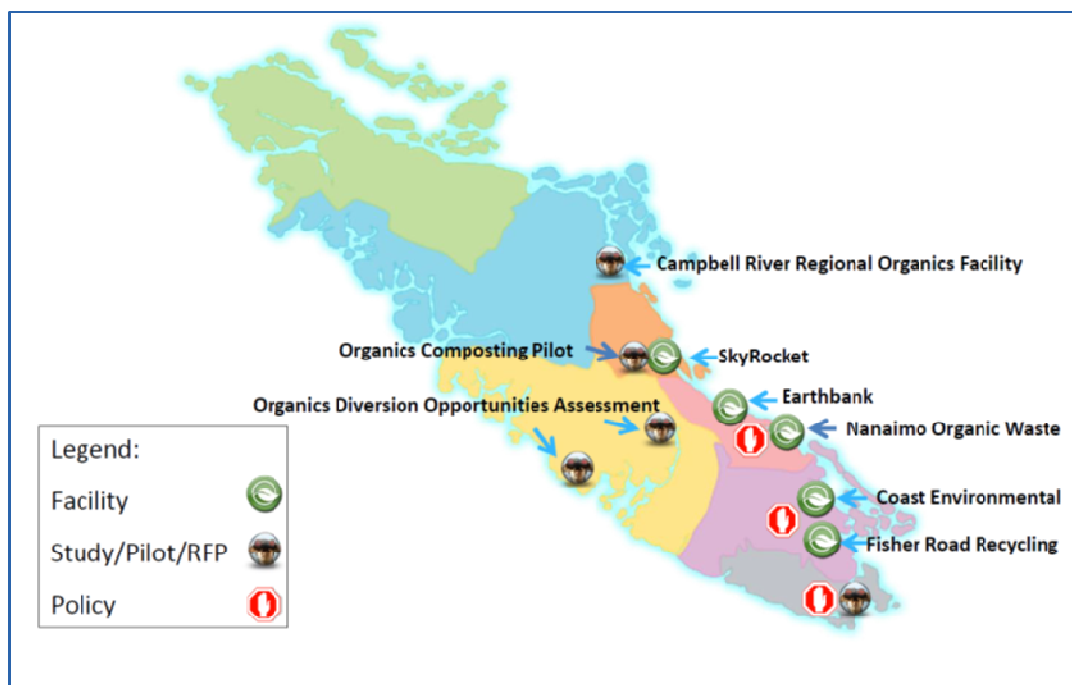 Campbell River Regional Organics Facility
Organics Composting Pilot
SkyRocket
Organics Diversion Opportunities Assessment
Earthbank
Nanaimo Organic Waste
Legend:
Facility
Coast Environmental
Study/Pilot/RFP
Fisher Road Recycling
Policy